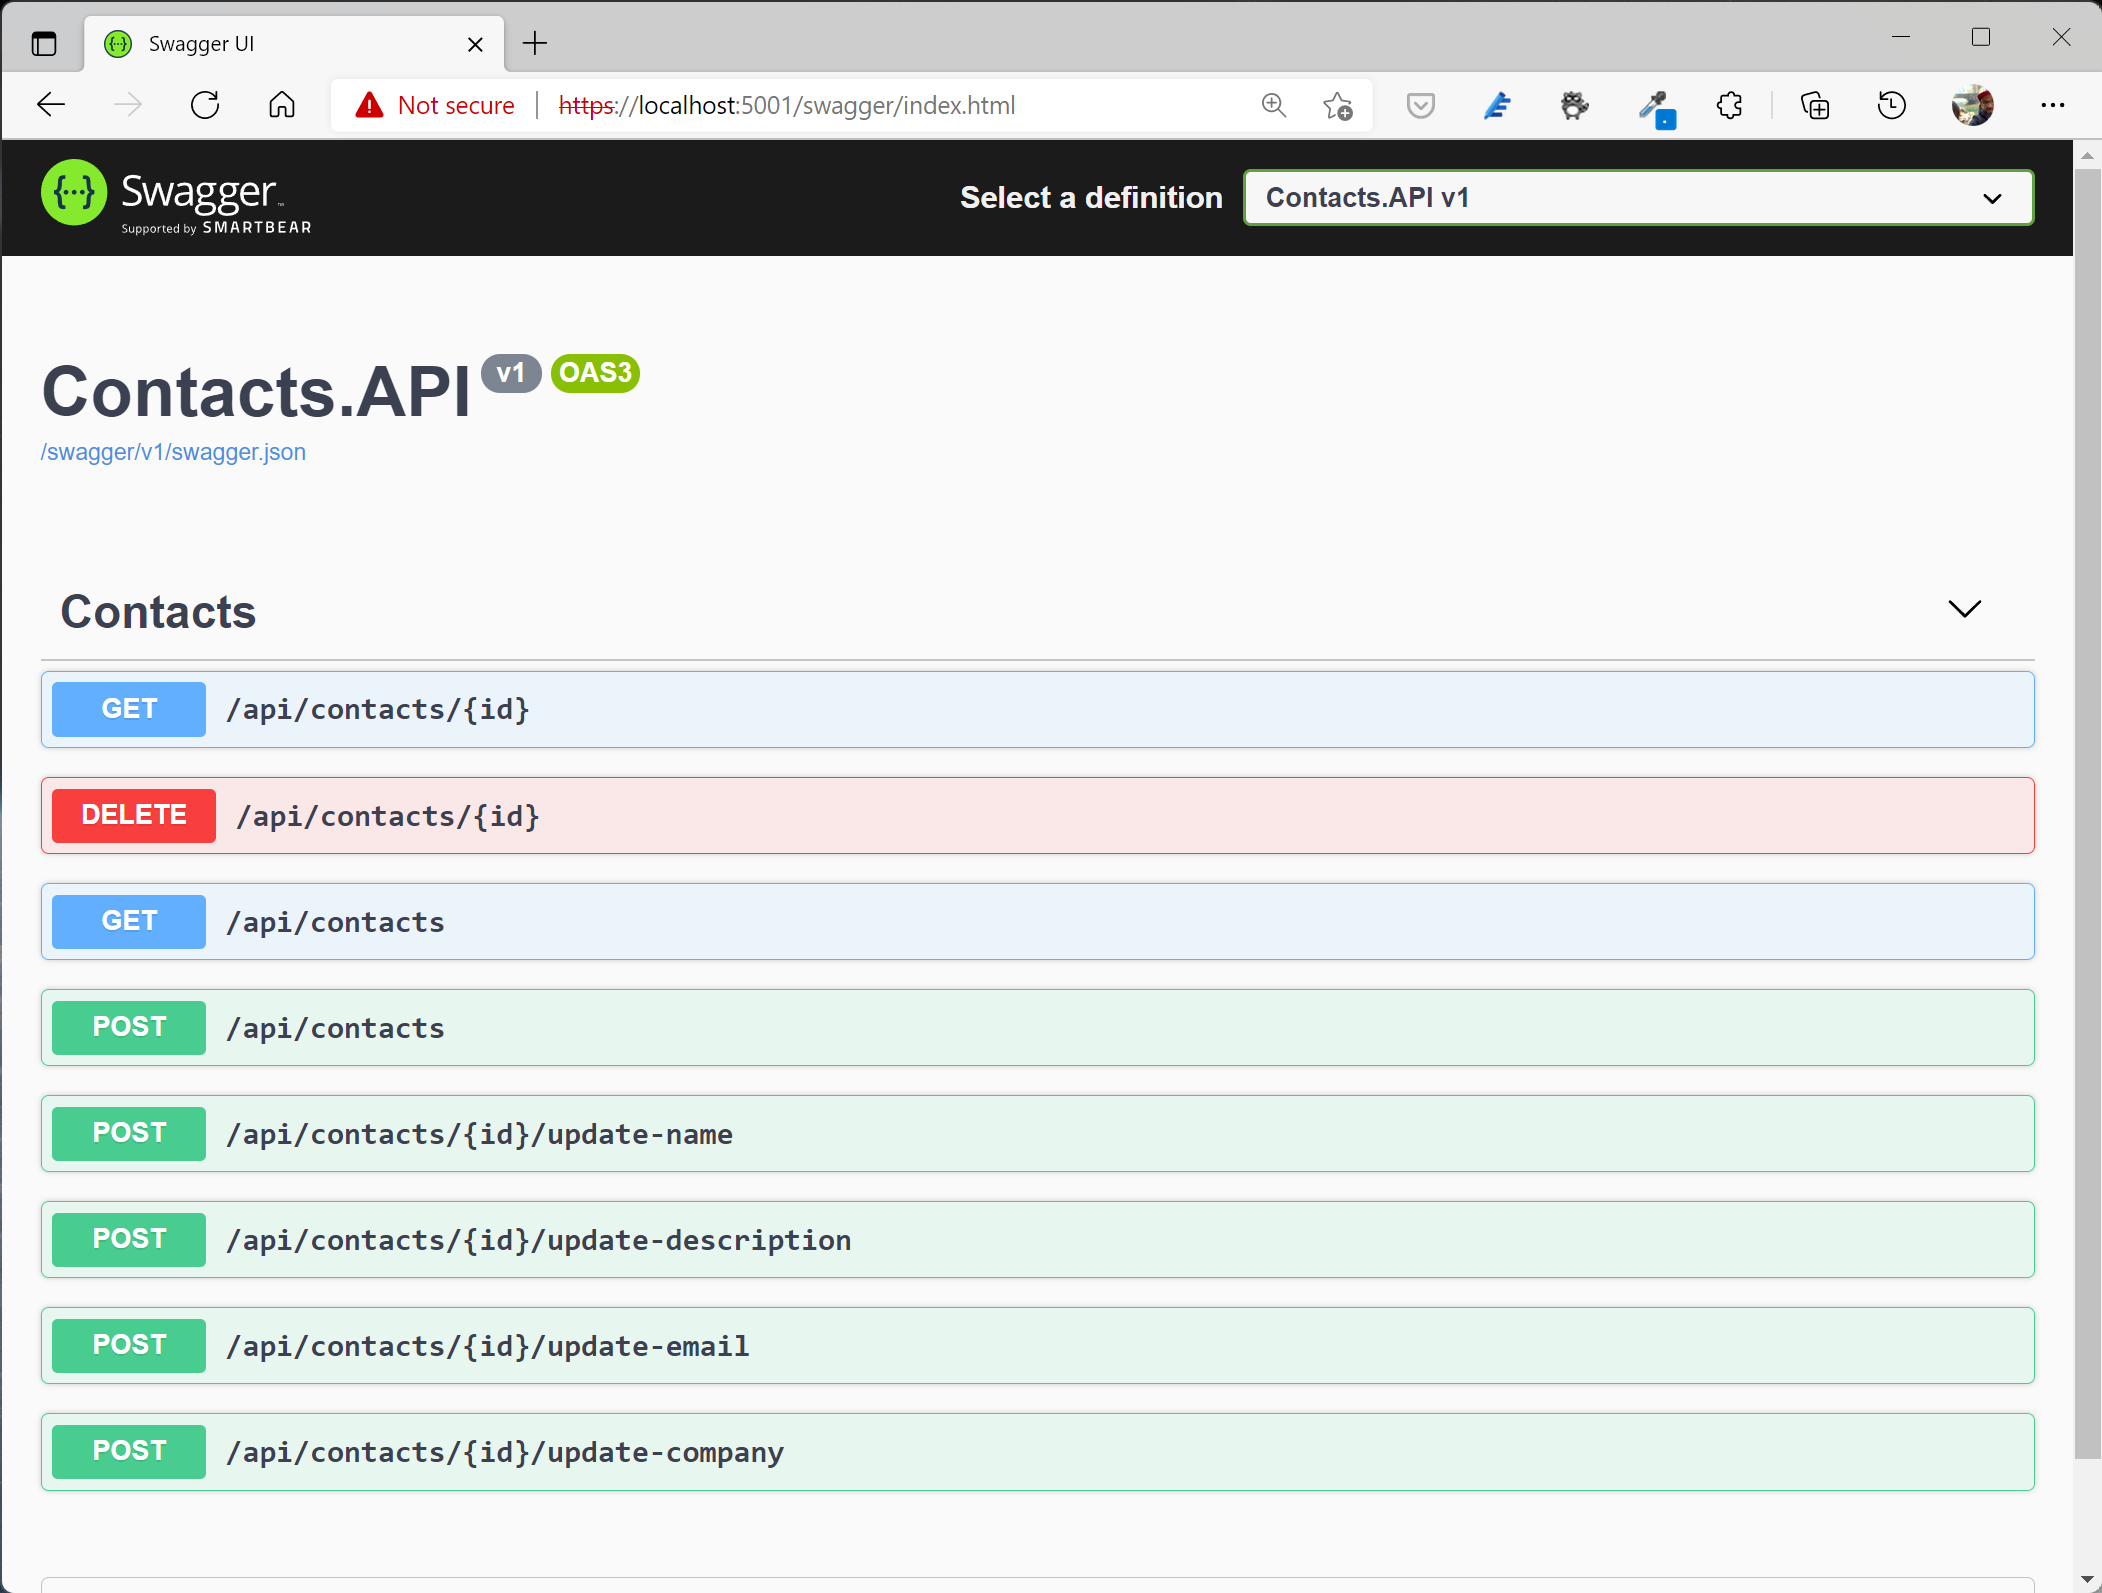 Swagger UI
Not secure https://localhost:5001/swagger/index.html
{···} Swagger™
Supported by SMARTBEAR
Select a definition Contacts.API v1
Contacts.API v1 OAS3
/swagger/v1/swagger.json
Contacts
GET /api/contacts/{id}
DELETE /api/contacts/{id}
GET /api/contacts
POST /api/contacts
POST /api/contacts/{id}/update-name
POST /api/contacts/{id}/update-description
POST /api/contacts/{id}/update-email
POST /api/contacts/{id}/update-company